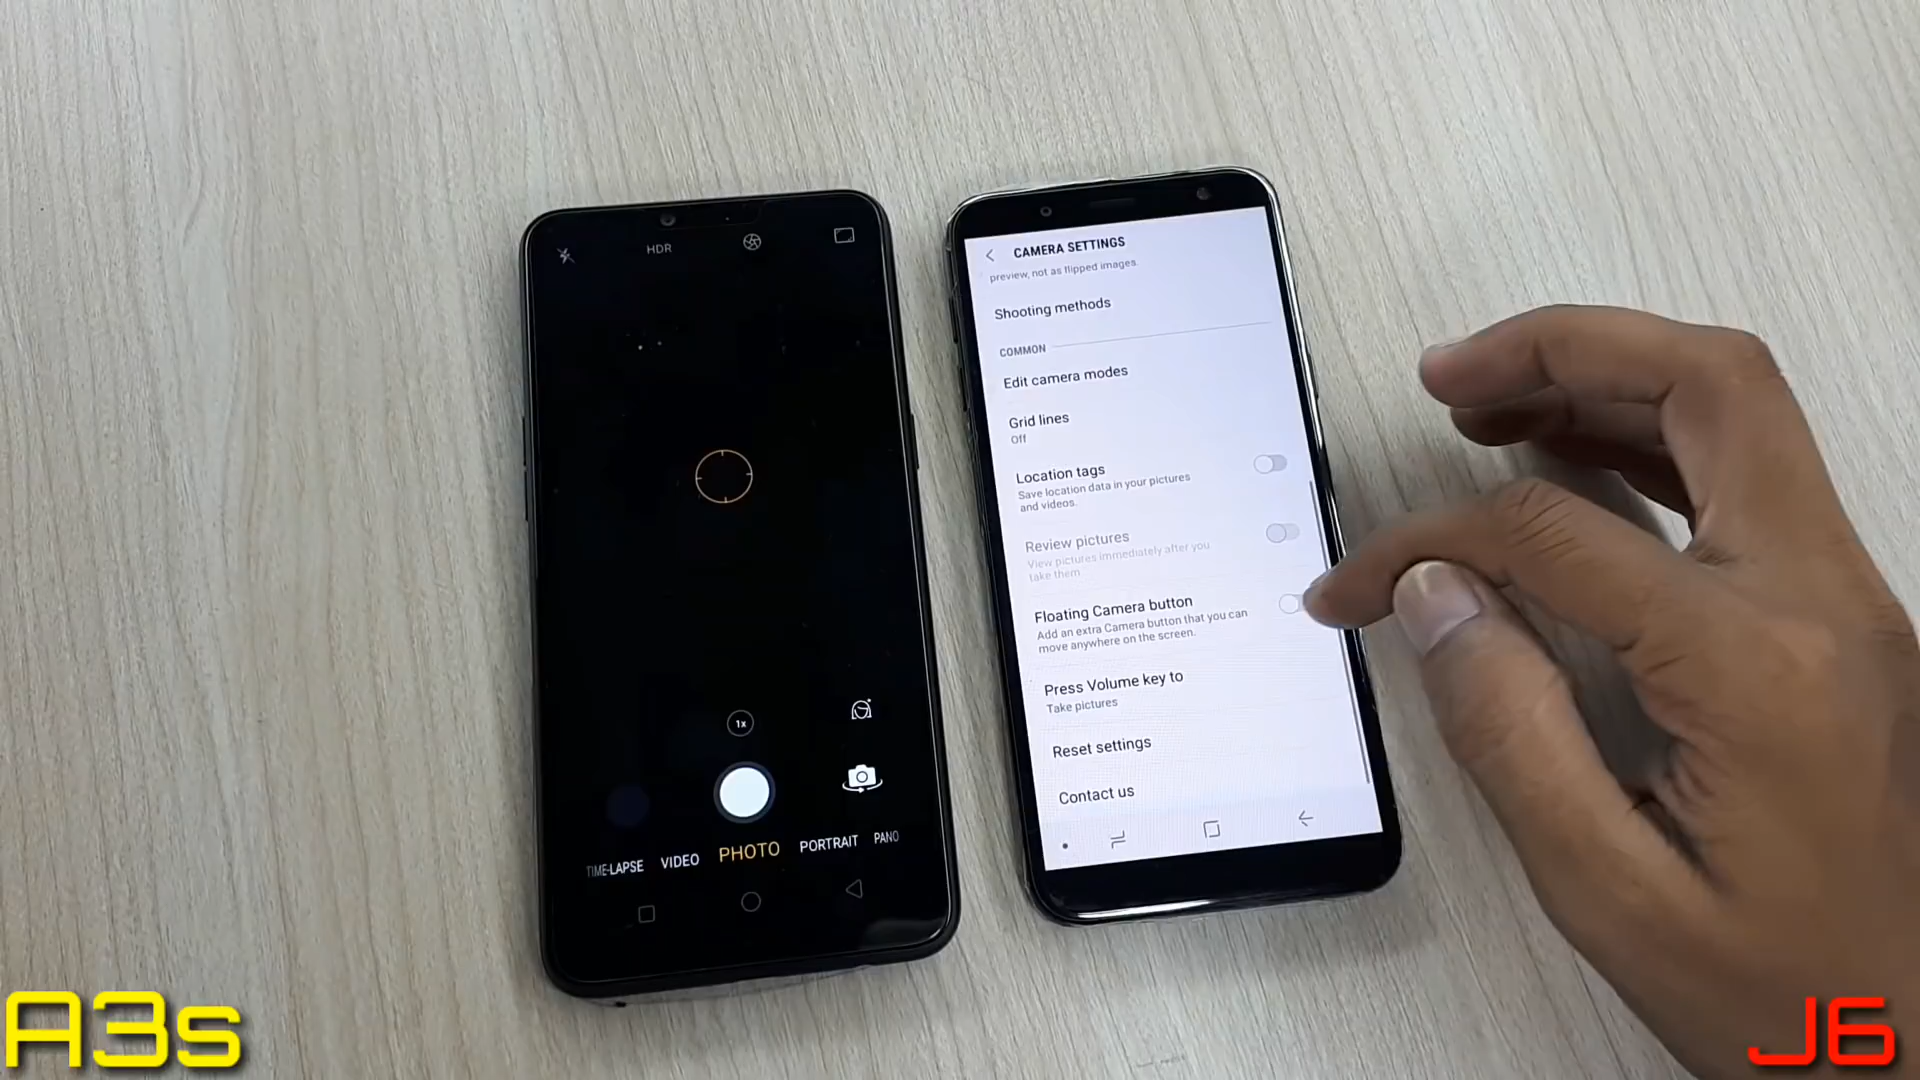 HDR
1x
TIME-LAPSE VIDEO PHOTO PORTRAIT PANO
CAMERA SETTINGS
preview, not as flipped images.
Shooting methods
COMMON
Edit camera modes
Grid lines
Off
Location tags
Save location data in your pictures
and videos.
Review pictures
View pictures immediately after you
take them
Floating Camera button
Add an extra Camera button that you can
move anywhere on the screen.
Press Volume key to
Take pictures
Reset settings
Contact us
A3s
J6